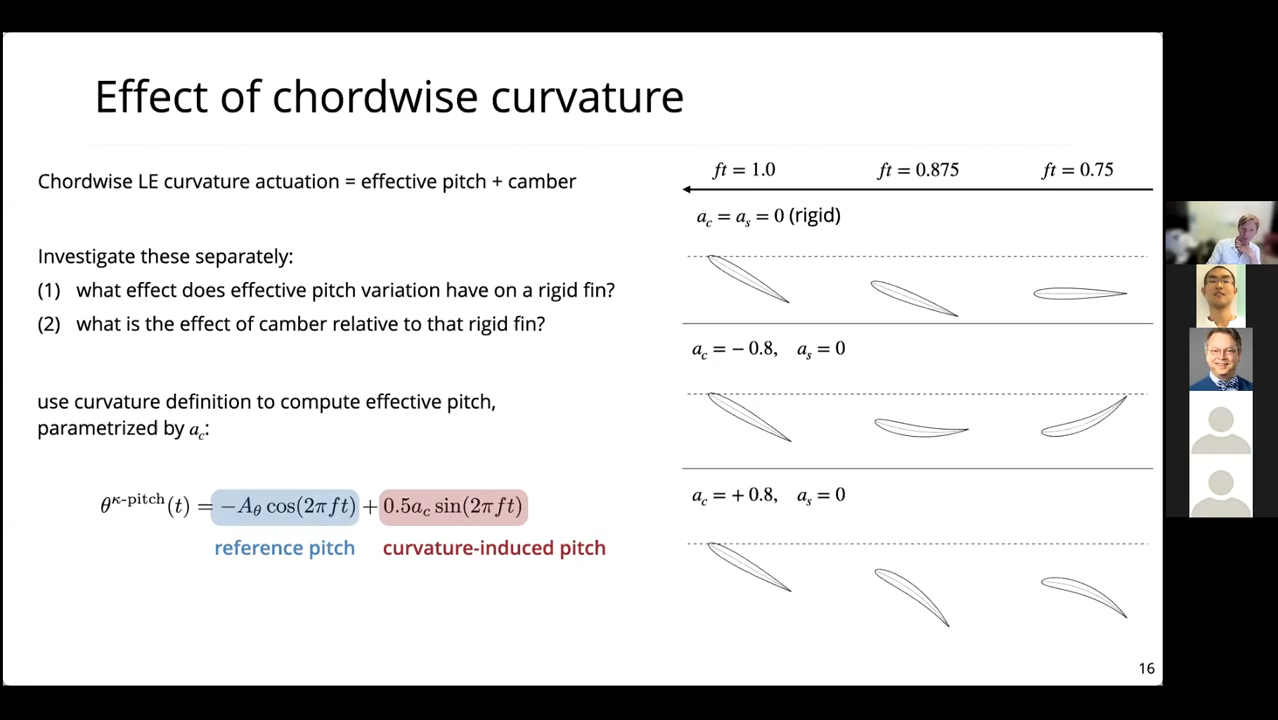 Effect of chordwise curvature
Chordwise LE curvature actuation = effective pitch + camber
Investigate these separately:
(1) what effect does effective pitch variation have on a rigid fin?
(2) what is the effect of camber relative to that rigid fin?
use curvature definition to compute effective pitch,
parametrized by a_c:
θ^{κ-pitch}(t) = −A_θ cos(2πft) + 0.5a_c sin(2πft)
reference pitch curvature-induced pitch
ft = 1.0 ft = 0.875 ft = 0.75
a_c = a_s = 0 (rigid)
a_c = − 0.8, a_s = 0
a_c = + 0.8, a_s = 0
16